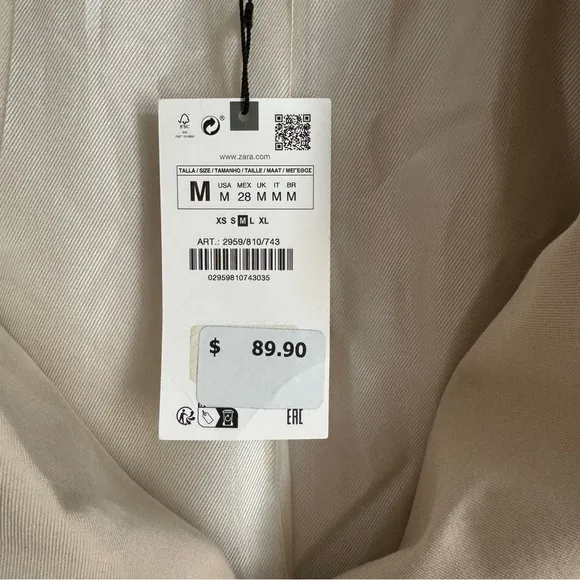 FSC
www.zara.com
TALLA / SIZE / TAMANHO / TAILLE / MAAT / ΜΕΓΕΘΟΣ
M USA MEX UK IT BR
M 28 M M M
XS S M L XL
ART.: 2959/810/743
02959810743035
$ 89.90
EAC